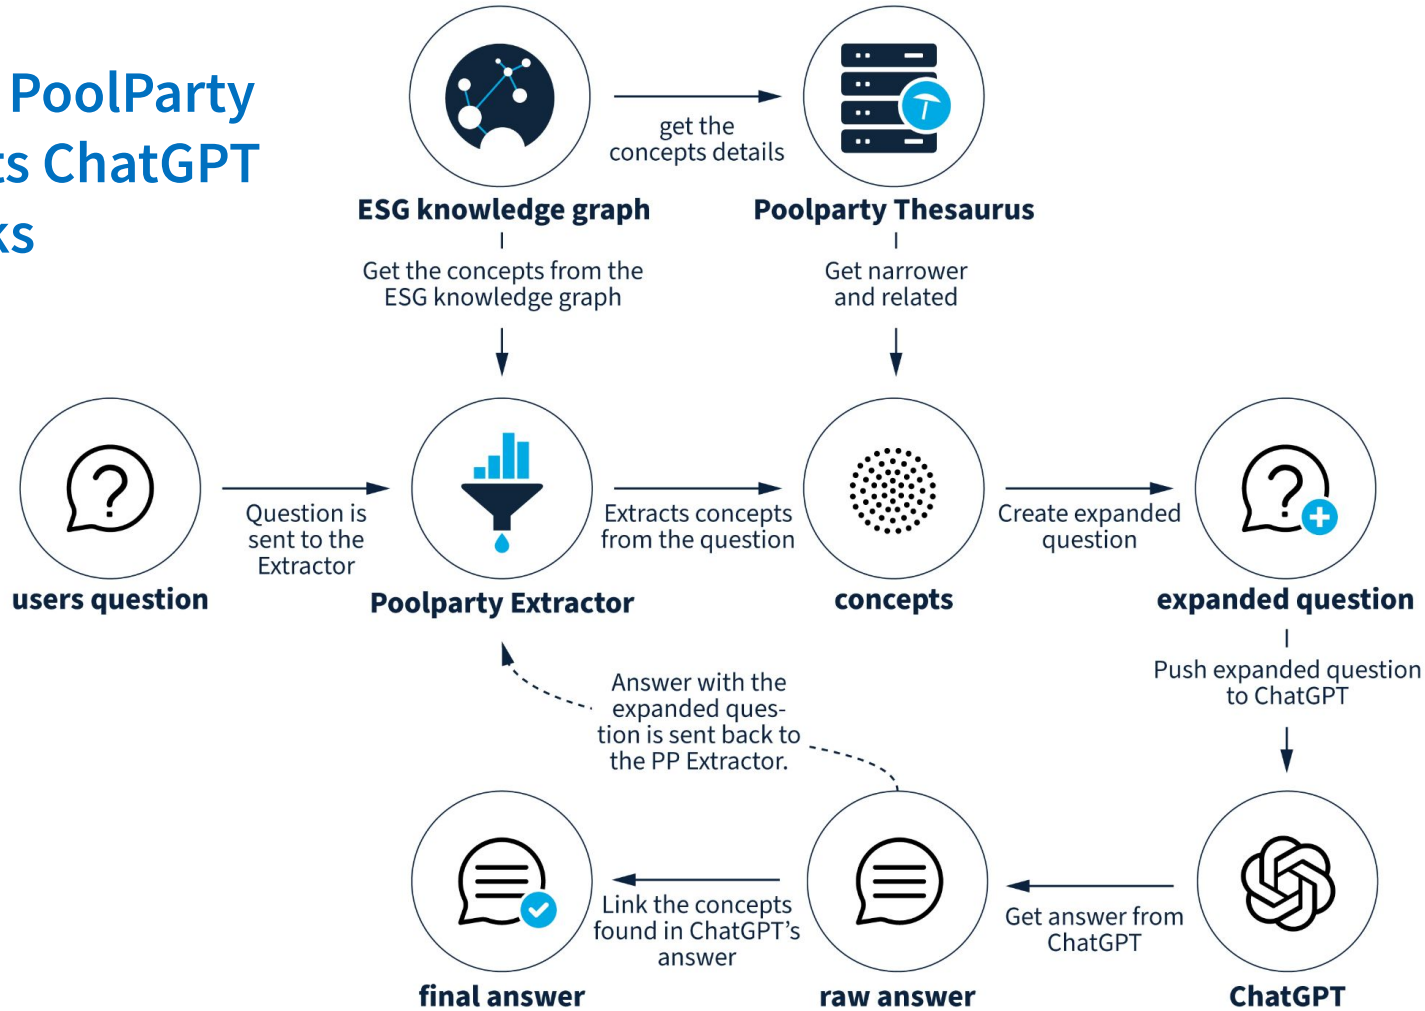 PoolParty
ts ChatGPT
ks
get the
concepts details
ESG knowledge graph
Poolparty Thesaurus
Get the concepts from the
ESG knowledge graph
Get narrower
and related
Question is
sent to the
Extractor
Extracts concepts
from the question
Create expanded
question
users question
Poolparty Extractor
concepts
expanded question
Answer with the
expanded ques-
tion is sent back to
the PP Extractor.
Push expanded question
to ChatGPT
Link the concepts
found in ChatGPT’s
answer
Get answer from
ChatGPT
final answer
raw answer
ChatGPT